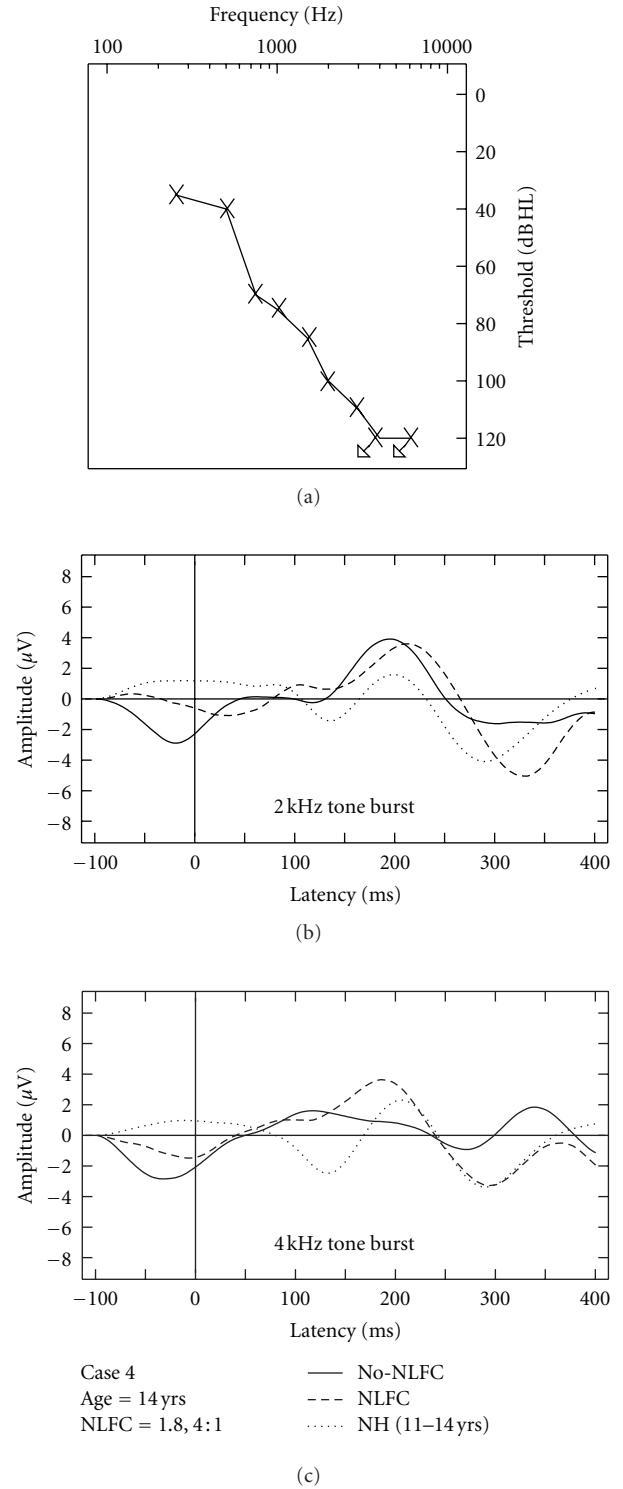 Frequency (Hz)
100 1000 10000
0
20
40
60
80
100
120
Threshold (dB HL)
(a)
8
6
4
2
0
−2
−4
−6
−8
Amplitude (μV)
2 kHz tone burst
−100 0 100 200 300 400
Latency (ms)
(b)
8
6
4
2
0
−2
−4
−6
−8
Amplitude (μV)
4 kHz tone burst
−100 0 100 200 300 400
Latency (ms)
Case 4
Age = 14 yrs
NLFC = 1.8, 4:1
No-NLFC
NLFC
NH (11–14 yrs)
(c)